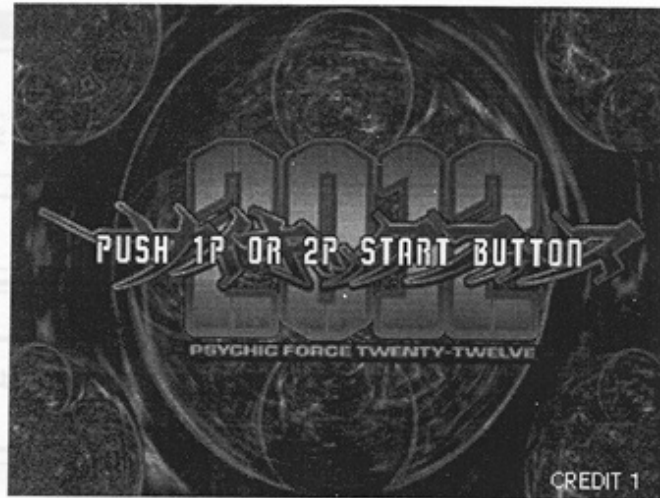 2012
PUSH 1P OR 2P START BUTTON
PSYCHIC FORCE TWENTY-TWELVE
CREDIT 1